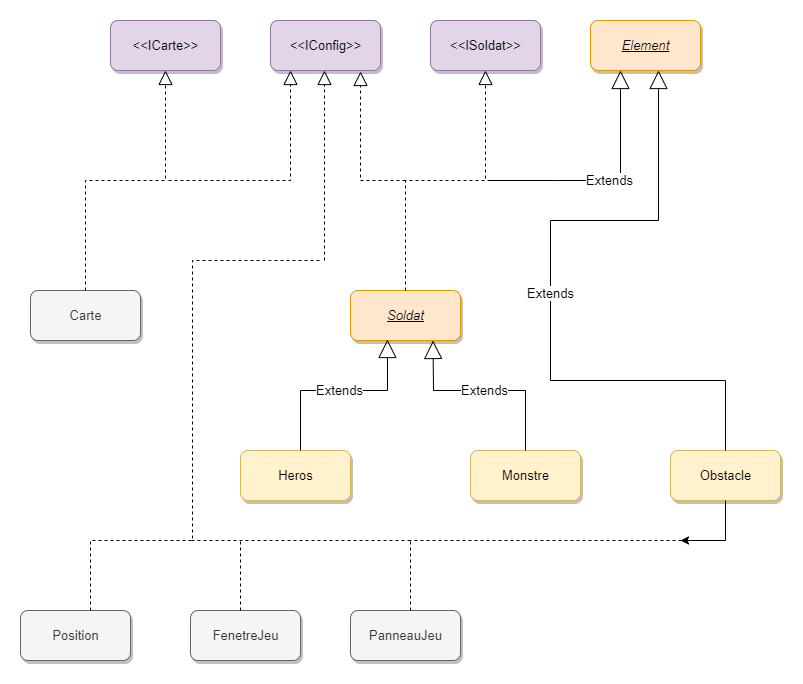 <<ICarte>>
<<IConfig>>
<<ISoldat>>
Element
Extends
Extends
Carte
Soldat
Extends
Extends
Heros
Monstre
Obstacle
Position
FenetreJeu
PanneauJeu